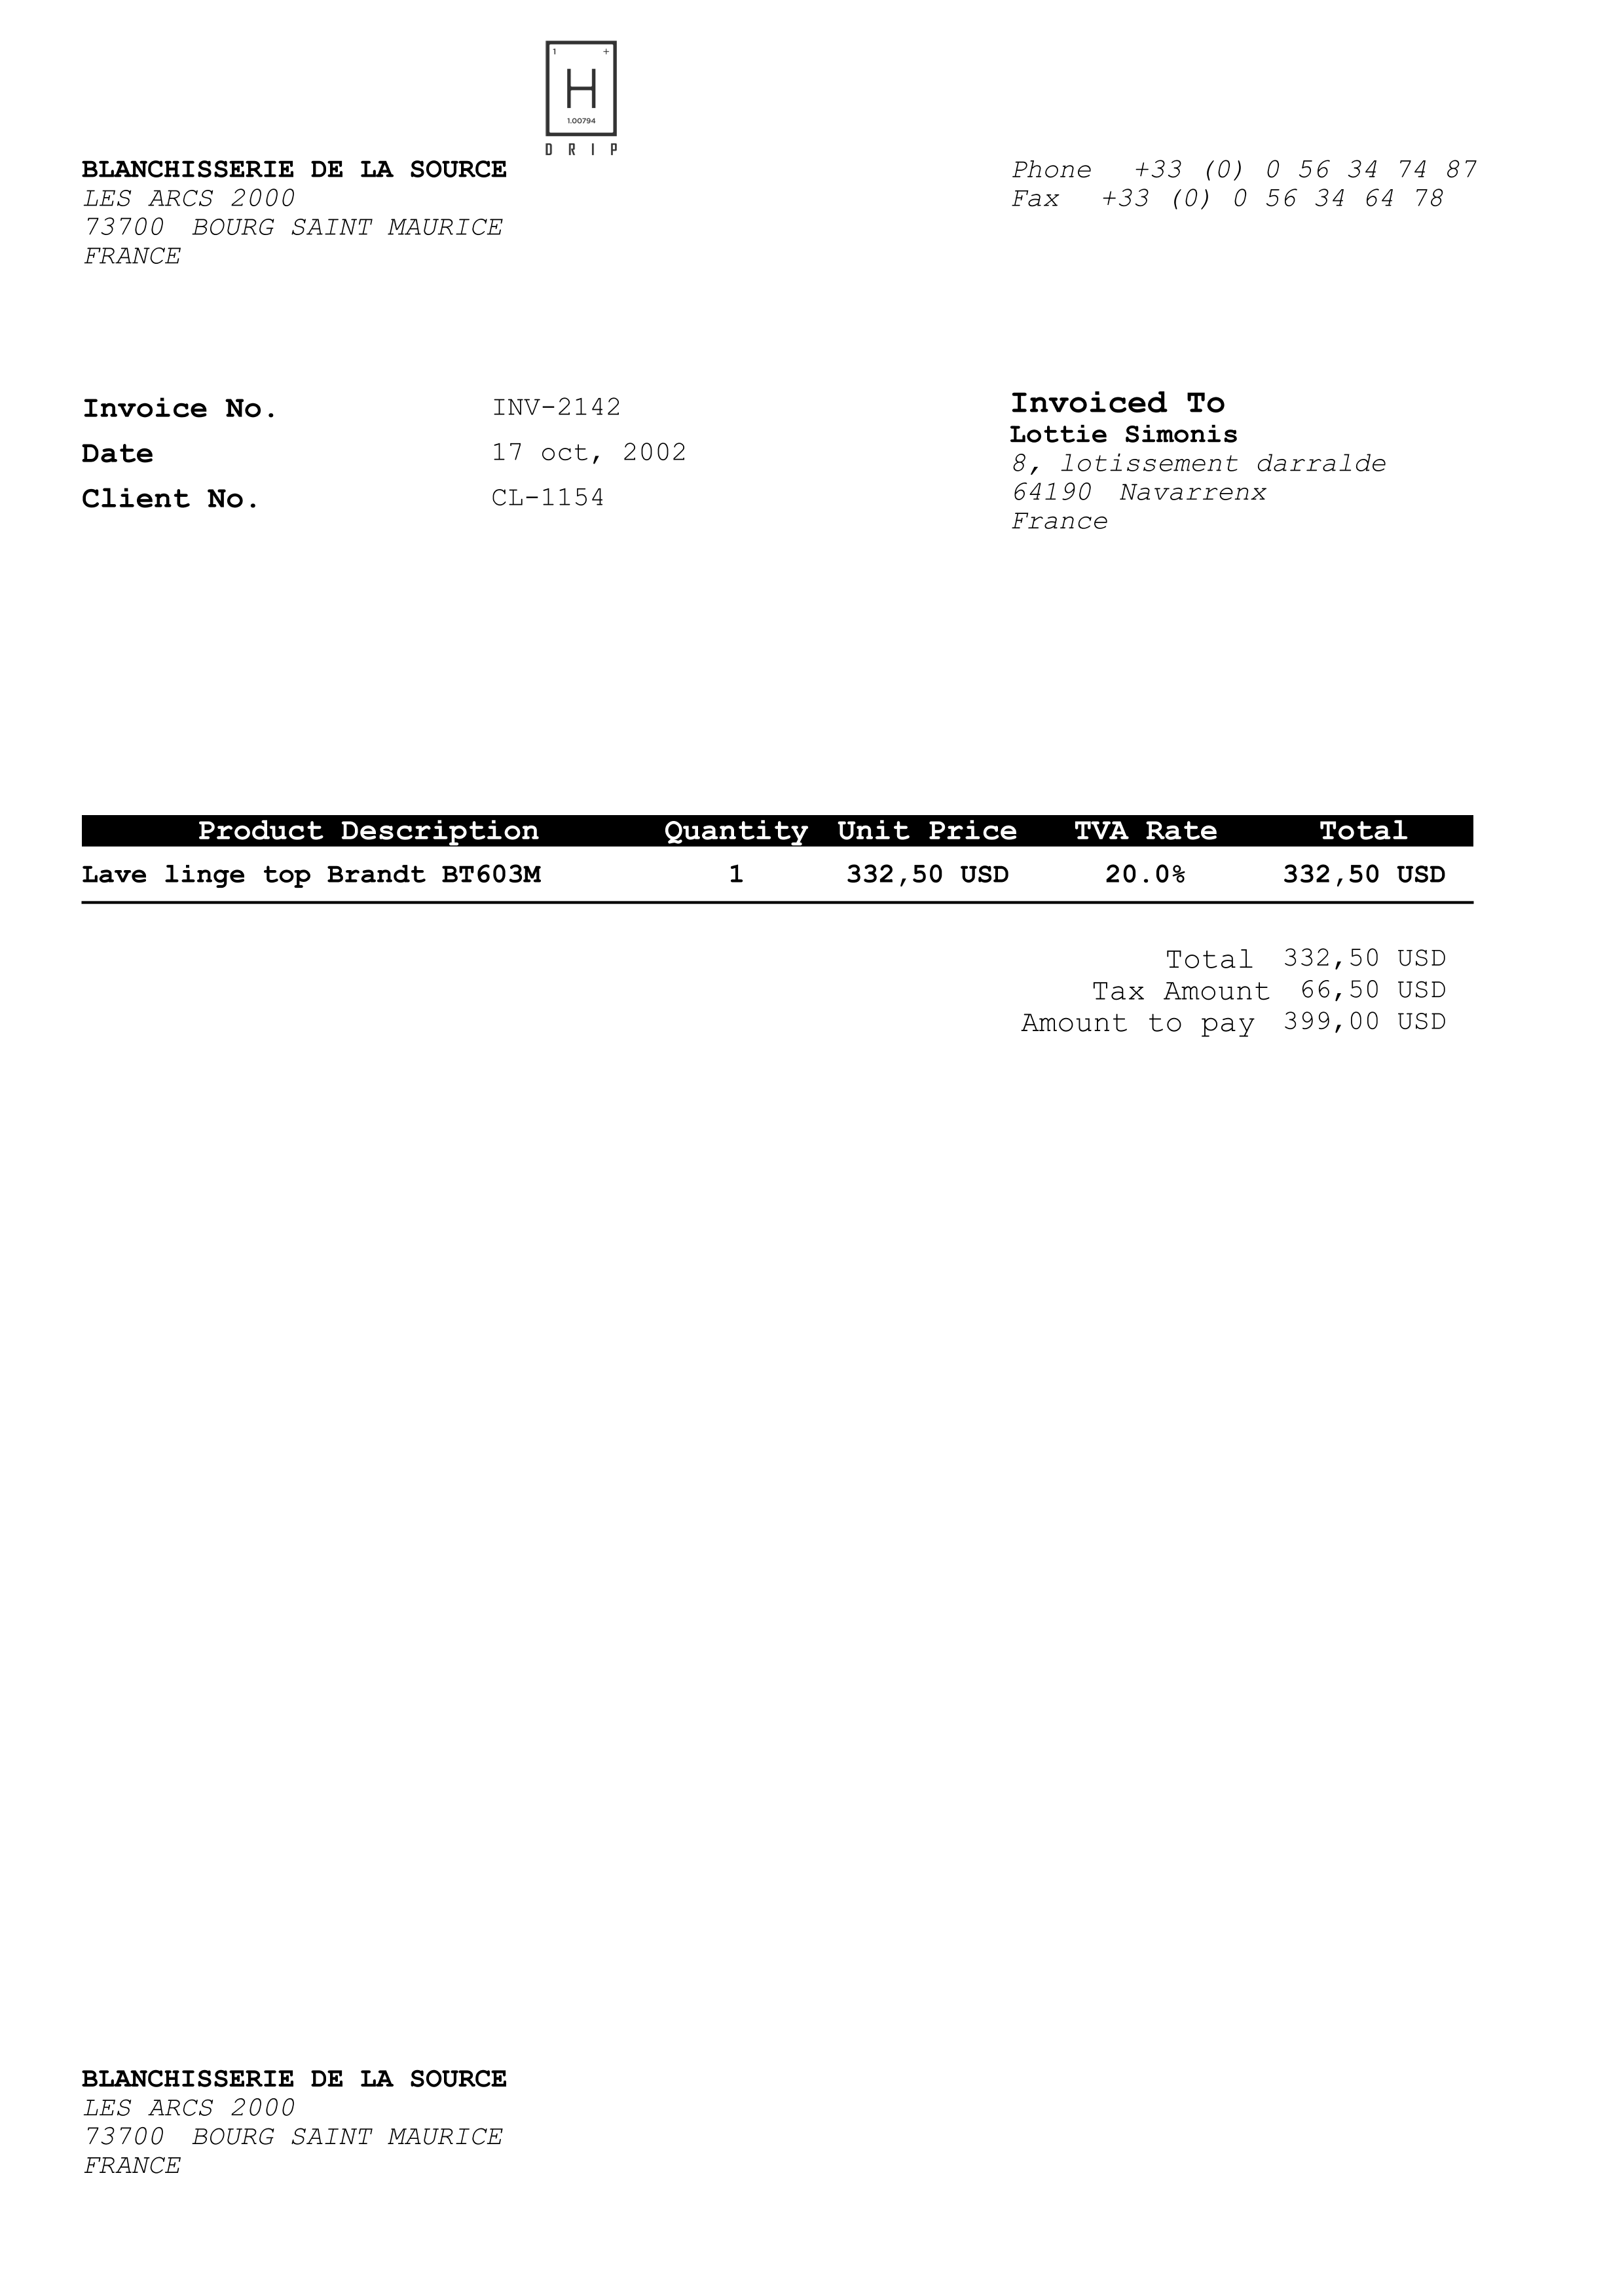 1 +
H
1.00794
DRIP
BLANCHISSERIE DE LA SOURCE
LES ARCS 2000
73700 BOURG SAINT MAURICE
FRANCE
Phone +33 (0) 0 56 34 74 87
Fax +33 (0) 0 56 34 64 78
Invoice No. INV-2142
Date 17 oct, 2002
Client No. CL-1154
Invoiced To
Lottie Simonis
8, lotissement darralde
64190 Navarrenx
France
Product Description Quantity Unit Price TVA Rate Total
Lave linge top Brandt BT603M 1 332,50 USD 20.0% 332,50 USD
Total 332,50 USD
Tax Amount 66,50 USD
Amount to pay 399,00 USD
BLANCHISSERIE DE LA SOURCE
LES ARCS 2000
73700 BOURG SAINT MAURICE
FRANCE